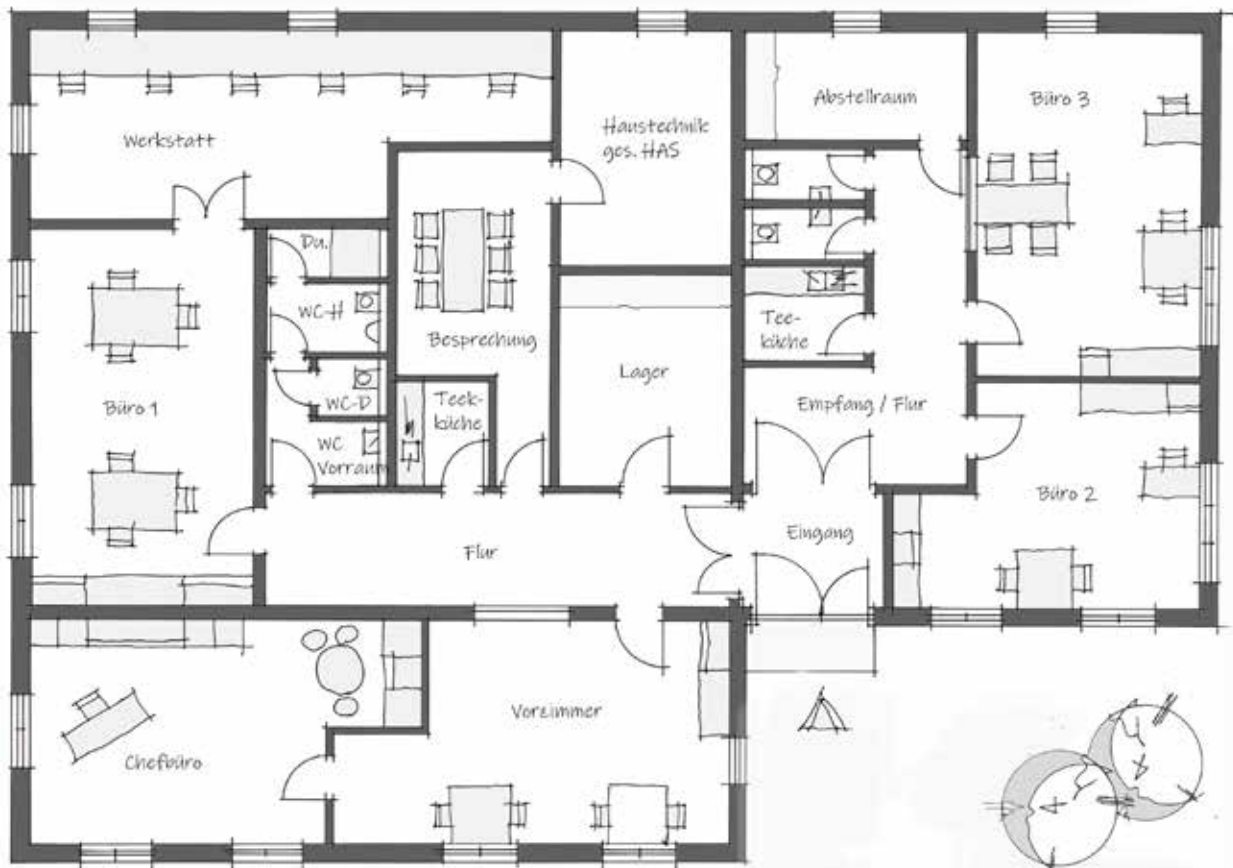 Werkstatt
Haustechnik
ges. HAS
Abstellraum
Büro 3
Du.
WC-H
Besprechung
Tee-
küche
Lager
Büro 1
WC-D
Teek-
küche
Empfang / Flur
WC
Vorraum
Büro 2
Flur
Eingang
Vorzimmer
Chefbüro